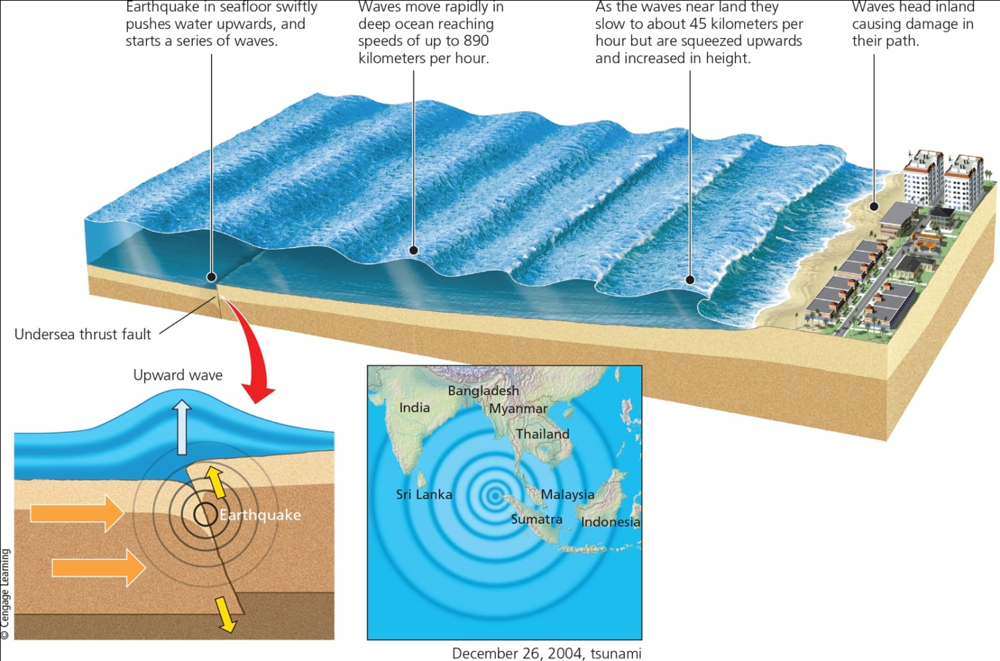 Earthquake in seafloor swiftly
pushes water upwards, and
starts a series of waves.
Waves move rapidly in
deep ocean reaching
speeds of up to 890
kilometers per hour.
As the waves near land they
slow to about 45 kilometers per
hour but are squeezed upwards
and increased in height.
Waves head inland
causing damage in
their path.
Undersea thrust fault
Upward wave
Earthquake
Bangladesh
India
Myanmar
Thailand
Sri Lanka
Malaysia
Sumatra
Indonesia
December 26, 2004, tsunami
© Cengage Learning